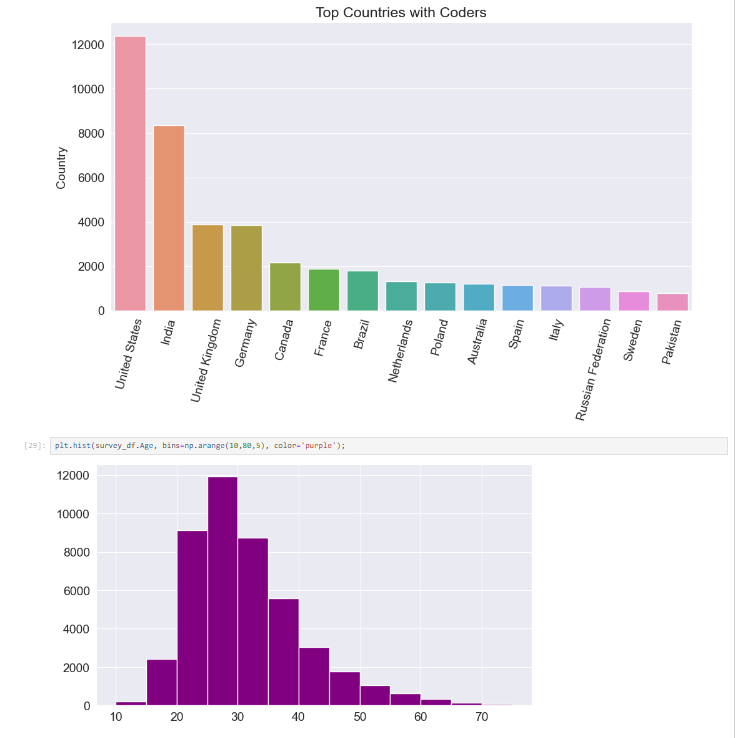 Top Countries with Coders
12000
10000
8000
6000
4000
2000
0
Country
United States
India
United Kingdom
Germany
Canada
France
Brazil
Netherlands
Poland
Australia
Spain
Italy
Russian Federation
Sweden
Pakistan
[29]: plt.hist(survey_df.Age, bins=np.arange(10,80,5), color='purple');
12000
10000
8000
6000
4000
2000
0
10 20 30 40 50 60 70